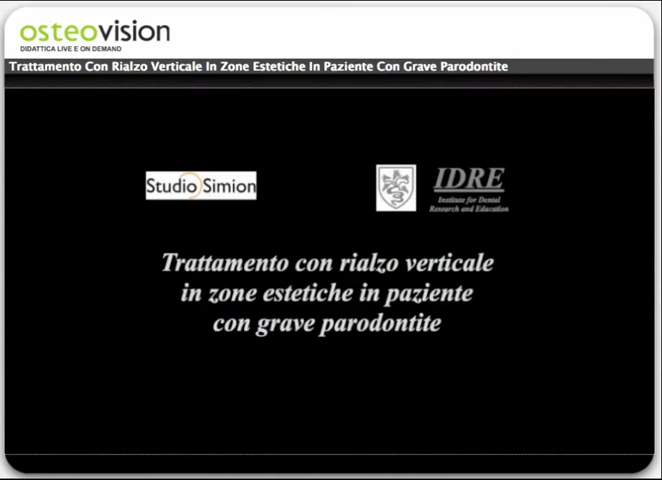 osteovision
DIDATTICA LIVE E ON DEMAND
Trattamento Con Rialzo Verticale In Zone Estetiche In Paziente Con Grave Parodontite
Studio Simion
IDRE
Institute for Dental
Research and Education
Trattamento con rialzo verticale
in zone estetiche in paziente
con grave parodontite